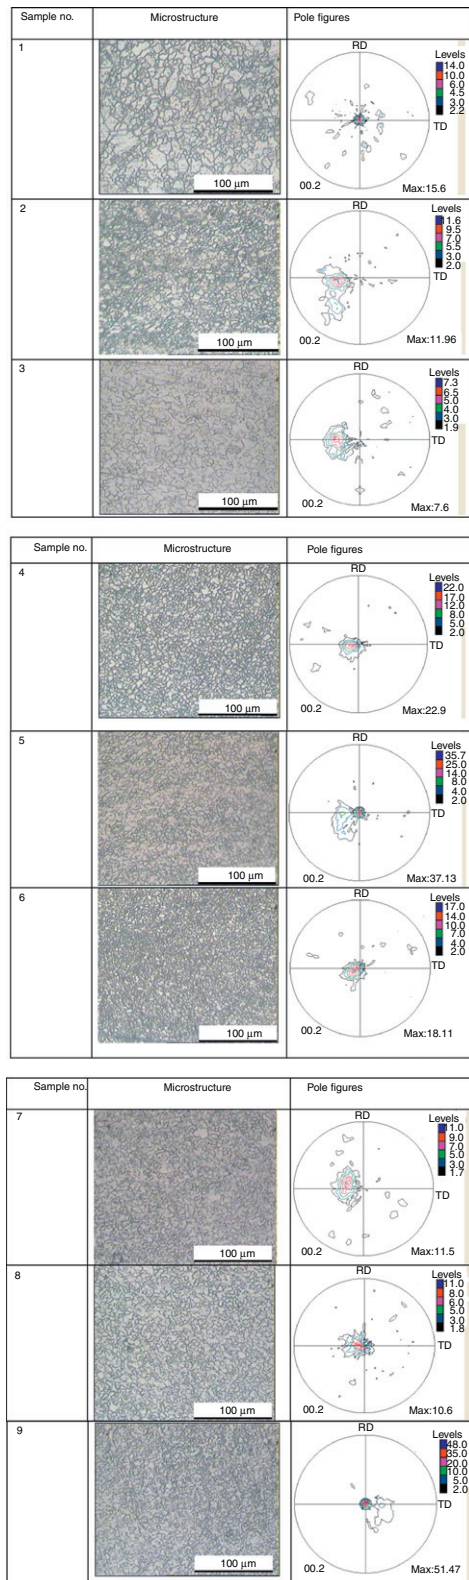 Sample no. Microstructure Pole figures
1
RD
Levels
14.0
10.0
6.0
4.5
3.0
2.2
TD
100 μm
00.2
Max:15.6
2
RD
Levels
11.6
9.5
7.0
5.5
3.0
2.0
TD
100 μm
00.2
Max:11.96
3
RD
Levels
7.3
6.5
5.0
4.0
3.0
1.9
TD
100 μm
00.2
Max:7.6
Sample no. Microstructure Pole figures
4
RD
Levels
22.0
17.0
12.0
8.0
5.0
2.0
TD
100 μm
00.2
Max:22.9
5
RD
Levels
35.7
25.0
14.0
8.0
4.0
2.0
TD
100 μm
00.2
Max:37.13
6
RD
Levels
17.0
14.0
10.0
7.0
4.0
2.0
TD
100 μm
00.2
Max:18.11
Sample no. Microstructure Pole figures
7
RD
Levels
11.0
9.0
7.0
5.0
3.0
1.7
TD
100 μm
00.2
Max:11.5
8
RD
Levels
11.0
8.0
6.0
5.0
3.0
1.8
TD
100 μm
00.2
Max:10.6
9
RD
Levels
48.0
35.0
20.0
10.0
5.0
2.0
TD
100 μm
00.2
Max:51.47